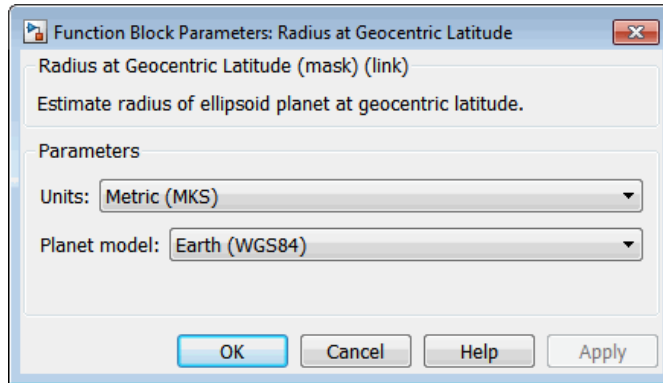 Function Block Parameters: Radius at Geocentric Latitude
Radius at Geocentric Latitude (mask) (link)
Estimate radius of ellipsoid planet at geocentric latitude.
Parameters
Units: Metric (MKS)
Planet model: Earth (WGS84)
OK Cancel Help Apply